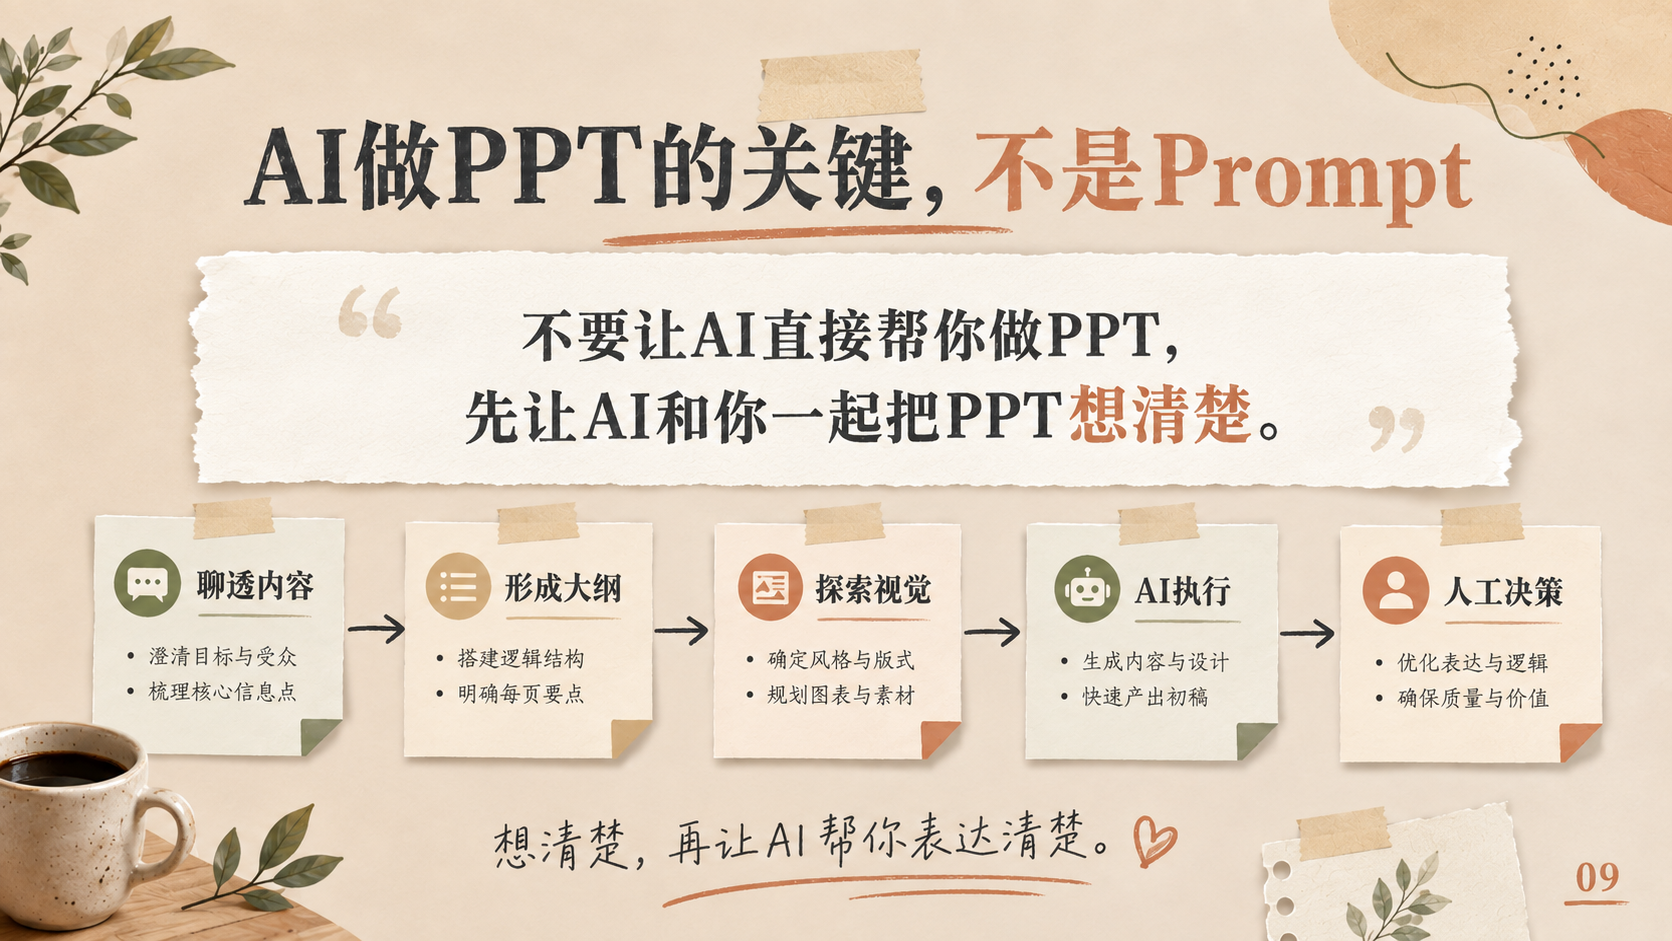 AI做PPT的关键，不是Prompt
“
不要让AI直接帮你做PPT，
先让AI和你一起把PPT想清楚。
”
聊透内容
• 澄清目标与受众
• 梳理核心信息点
形成大纲
• 搭建逻辑结构
• 明确每页要点
探索视觉
• 确定风格与版式
• 规划图表与素材
AI执行
• 生成内容与设计
• 快速产出初稿
人工决策
• 优化表达与逻辑
• 确保质量与价值
想清楚，再让AI帮你表达清楚。
09